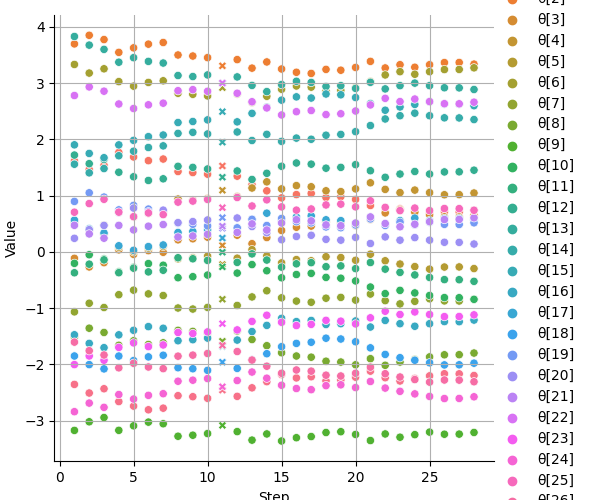 θ[2]
θ[3]
θ[4]
θ[5]
θ[6]
θ[7]
θ[8]
θ[9]
θ[10]
θ[11]
θ[12]
θ[13]
θ[14]
θ[15]
θ[16]
θ[17]
θ[18]
θ[19]
θ[20]
θ[21]
θ[22]
θ[23]
θ[24]
θ[25]
θ[26]
4
3
2
1
0
−1
−2
−3
Value
0
5
10
15
20
25
Step